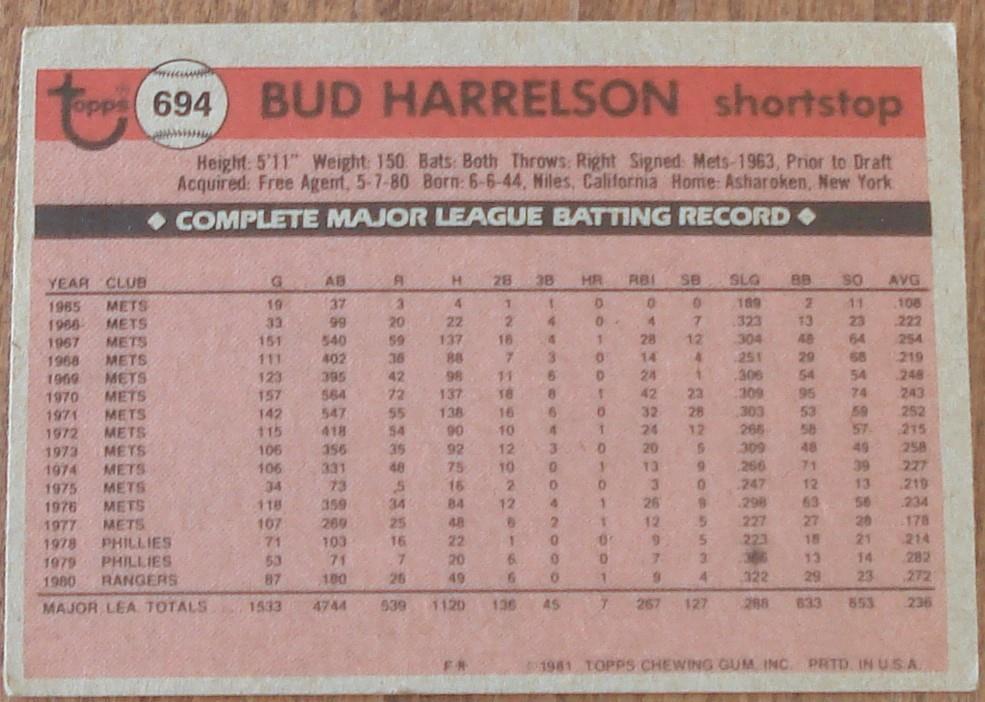 Topps 694 BUD HARRELSON shortstop
Height: 5'11" Weight: 150 Bats: Both Throws: Right Signed: Mets-1963, Prior to Draft
Acquired: Free Agent, 5-7-80 Born: 6-6-44, Niles, California Home: Asharoken, New York
◆ COMPLETE MAJOR LEAGUE BATTING RECORD ◆
YEAR CLUB G AB R H 2B 3B HR RBI SB SLG BB SO AVG
1965 METS 19 37 3 4 1 1 0 0 0 .189 2 11 .108
1966 METS 33 99 20 22 2 4 0 4 7 .323 13 23 .222
1967 METS 151 540 59 137 16 4 1 28 12 .304 48 64 .254
1968 METS 111 402 38 88 7 3 0 14 4 .251 29 68 .219
1969 METS 123 395 42 98 11 6 0 24 1 .306 54 54 .248
1970 METS 157 564 72 137 18 8 1 42 23 .309 95 74 .243
1971 METS 142 547 55 138 16 6 0 32 28 .303 53 59 .252
1972 METS 115 418 54 90 10 4 1 24 12 .266 58 57 .215
1973 METS 106 356 35 92 12 3 0 20 5 .309 48 49 .258
1974 METS 106 331 48 75 10 0 1 13 9 .266 71 39 .227
1975 METS 34 73 5 16 2 0 0 3 0 .247 12 13 .219
1976 METS 118 359 34 84 12 4 1 26 9 .298 63 56 .234
1977 METS 107 269 25 48 6 2 1 12 5 .227 27 28 .178
1978 PHILLIES 71 103 16 22 1 0 0 9 5 .223 18 21 .214
1979 PHILLIES 53 71 7 20 6 0 0 7 3 13 14 .282
1980 RANGERS 87 180 26 49 6 0 1 9 4 .322 29 23 .272
MAJOR LEA. TOTALS 1533 4744 539 1120 136 45 7 267 127 .288 633 653 .236
F-R © 1981 TOPPS CHEWING GUM, INC. PRTD. IN U.S.A.